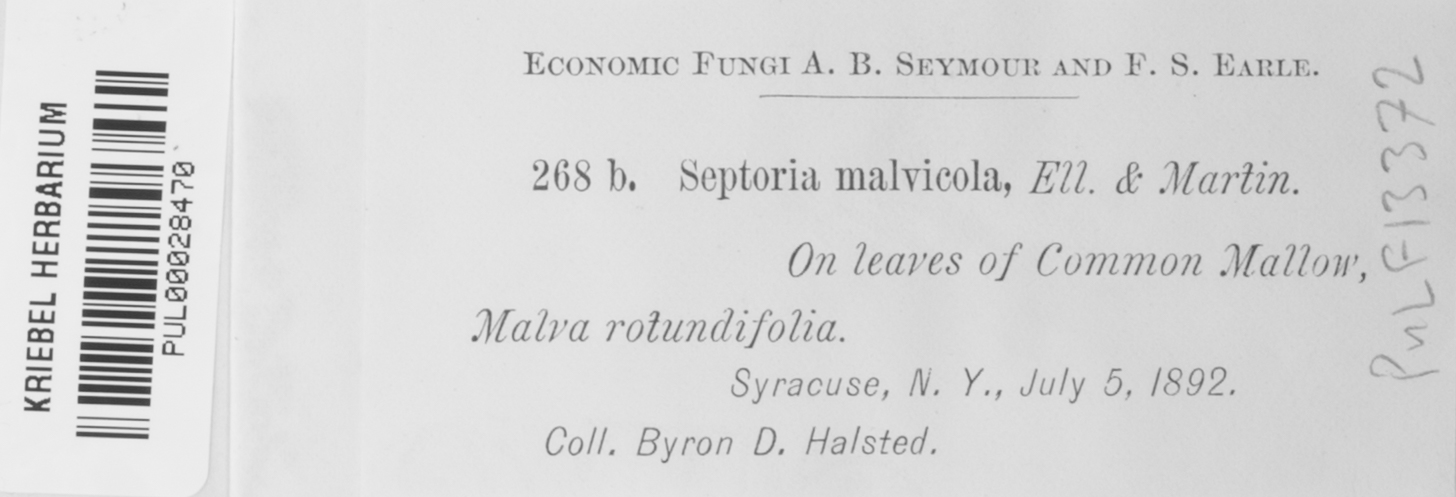 KRIEBEL HERBARIUM
PUL00028470
ECONOMIC FUNGI A. B. SEYMOUR AND F. S. EARLE.
268 b. Septoria malvicola, Ell. & Martin.
On leaves of Common Mallow,
Malva rotundifolia.
Syracuse, N. Y., July 5, 1892.
Coll. Byron D. Halsted.
PuLF13372